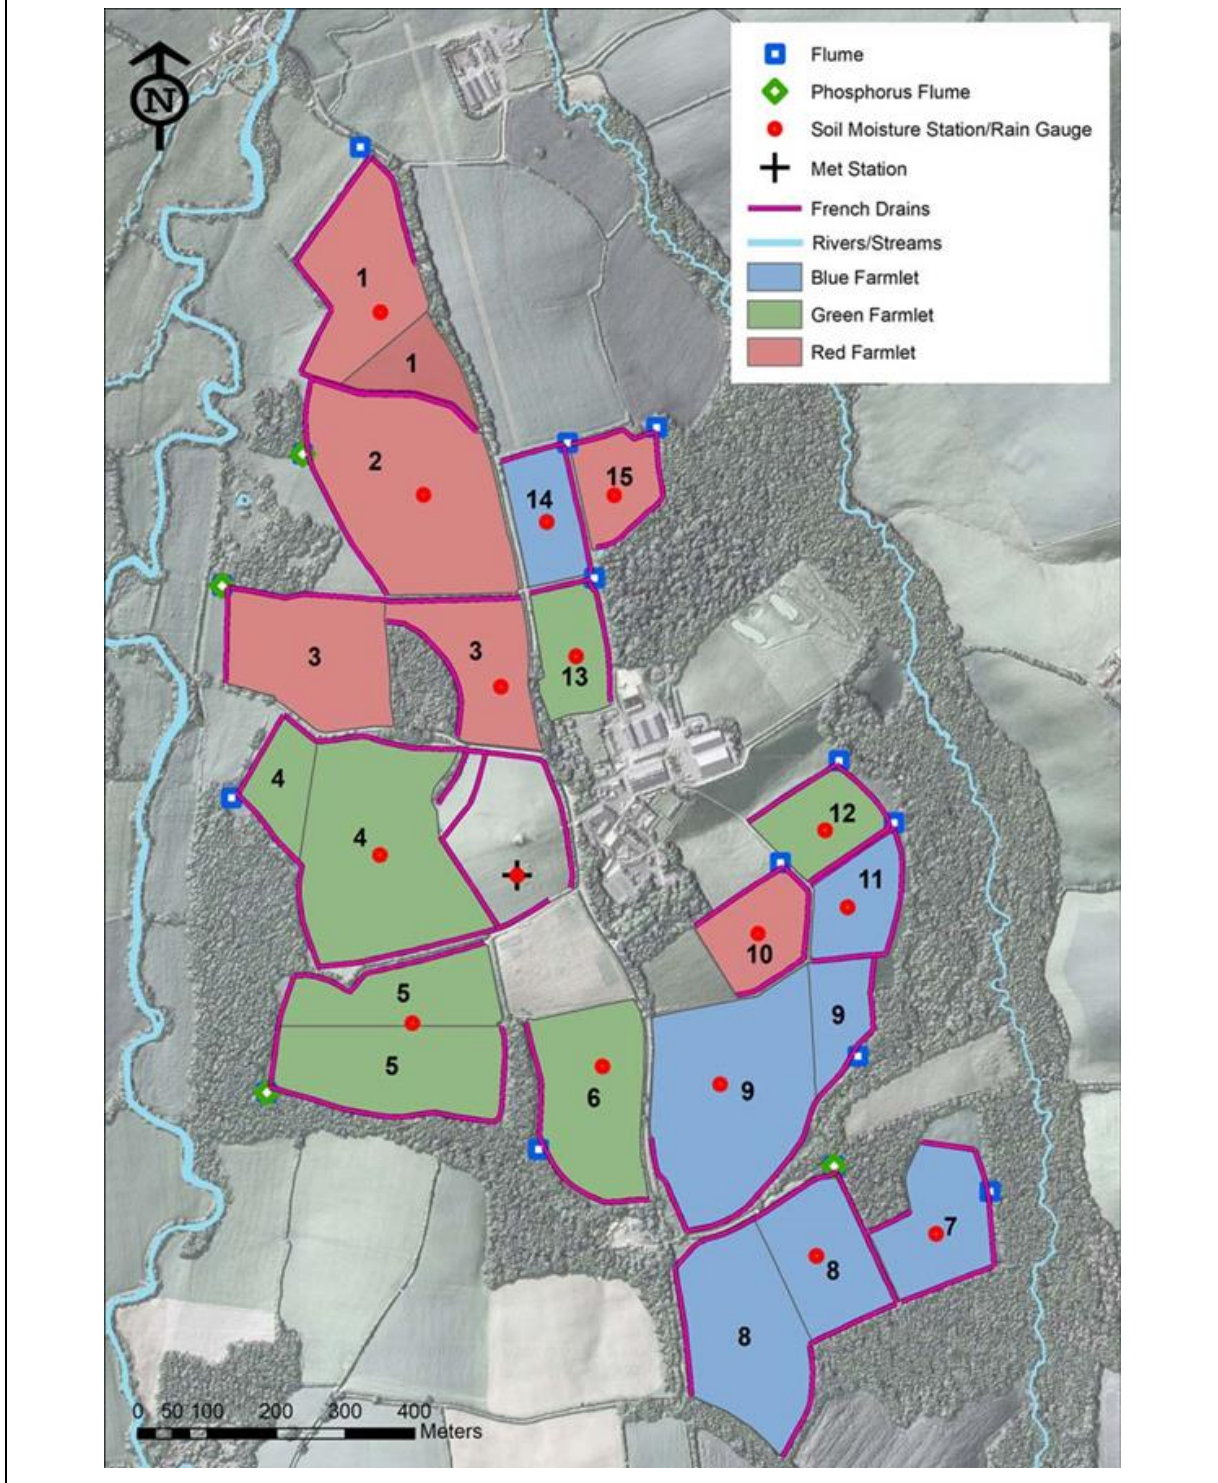 N
Flume
Phosphorus Flume
Soil Moisture Station/Rain Gauge
Met Station
French Drains
Rivers/Streams
Blue Farmlet
Green Farmlet
Red Farmlet
1
1
2
15
14
3
3
13
4
4
12
11
10
5
9
5
6
9
7
8
8
0 50 100 200 300 400
Meters